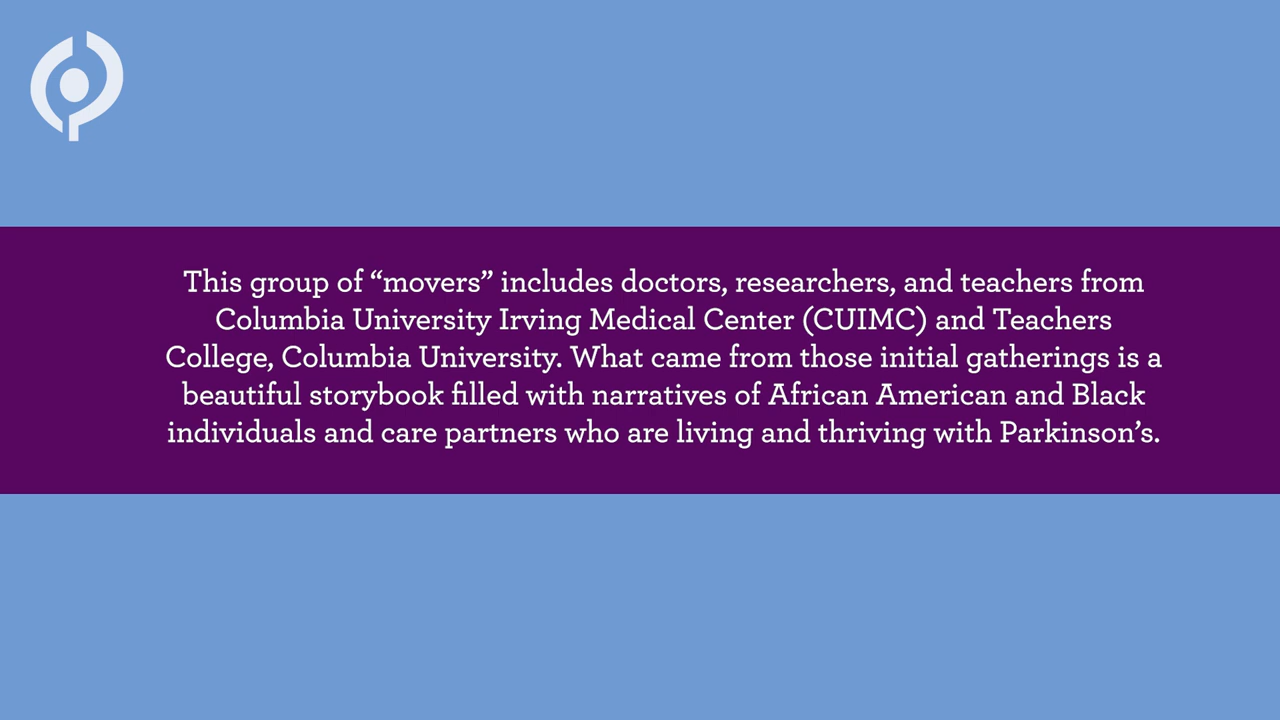 This group of “movers” includes doctors, researchers, and teachers from
Columbia University Irving Medical Center (CUIMC) and Teachers
College, Columbia University. What came from those initial gatherings is a
beautiful storybook filled with narratives of African American and Black
individuals and care partners who are living and thriving with Parkinson’s.